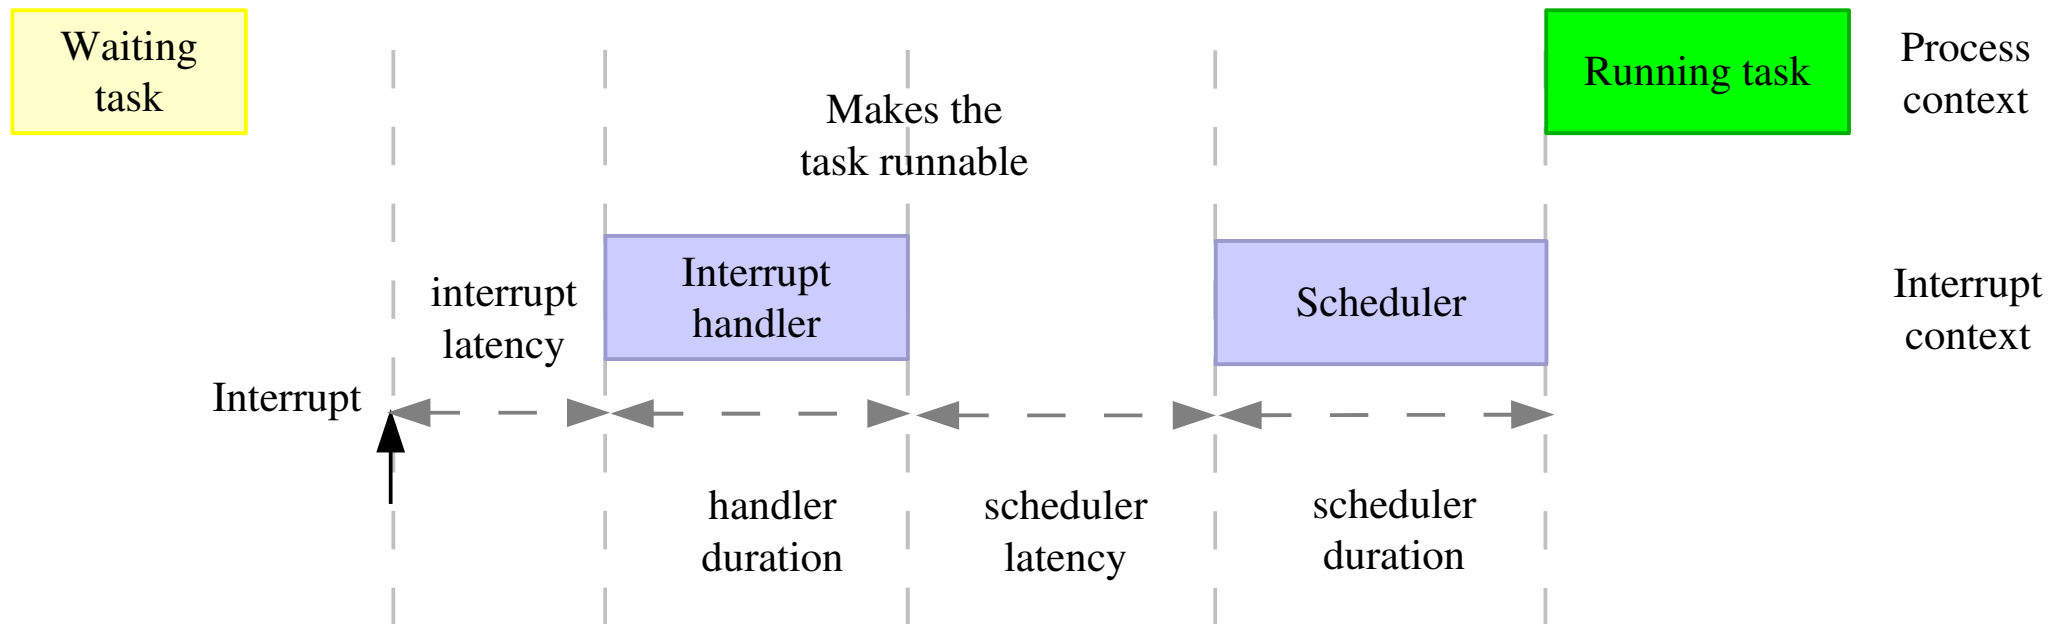 Waiting
task
Running task
Process
context
Makes the
task runnable
Interrupt
handler
Scheduler
Interrupt
context
interrupt
latency
Interrupt
handler
duration
scheduler
latency
scheduler
duration